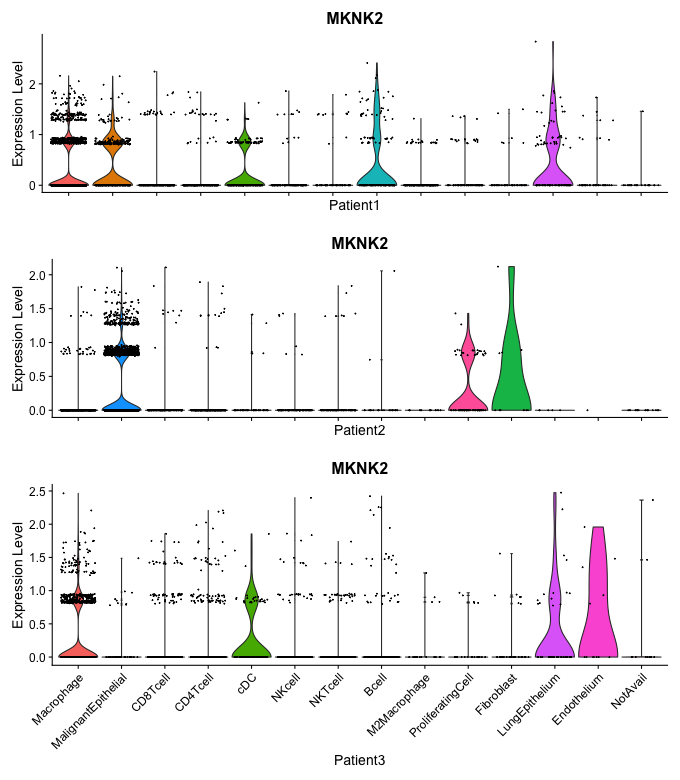 MKNK2
Expression Level
2
1
0
Patient1
MKNK2
Expression Level
2.0
1.5
1.0
0.5
0.0
Patient2
MKNK2
Expression Level
2.5
2.0
1.5
1.0
0.5
0.0
Macrophage
MalignantEpithelial
CD8Tcell
CD4Tcell
cDC
NKcell
NKTcell
Bcell
M2Macrophage
ProliferatingCell
Fibroblast
LungEpithelium
Endothelium
NotAvail
Patient3